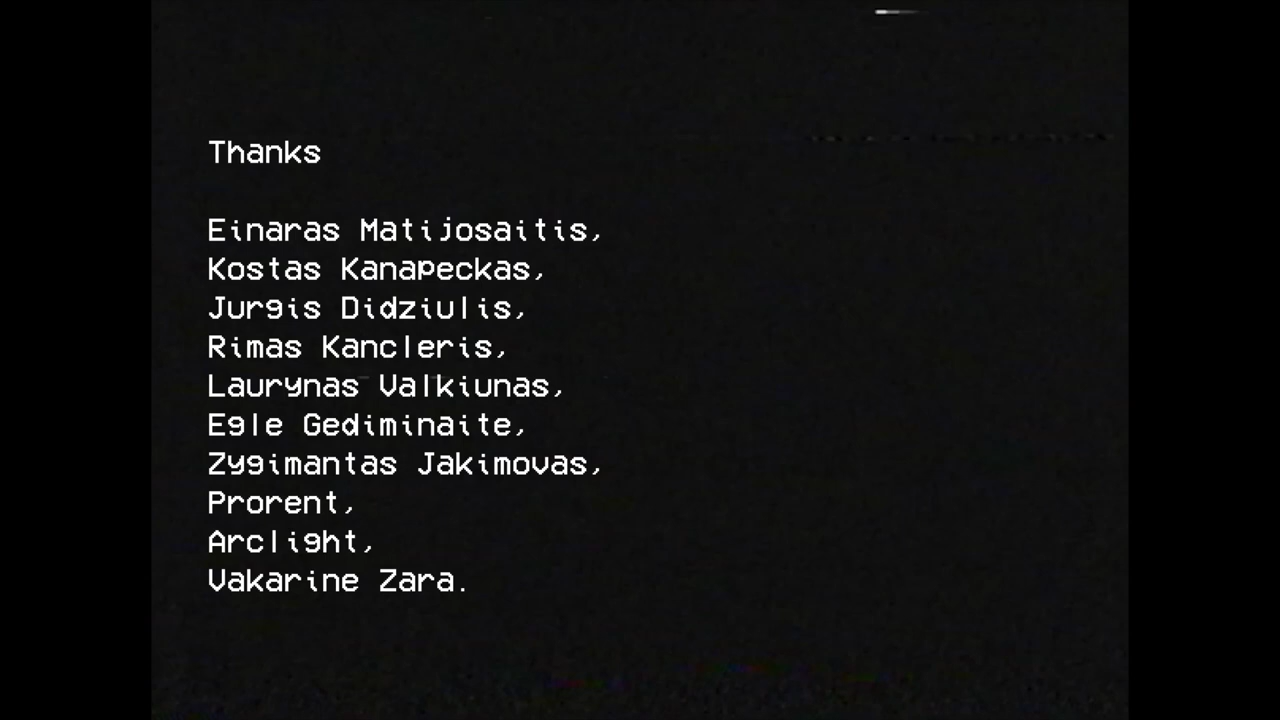 Thanks
Einaras Matijosaitis,
Kostas Kanapeckas,
Jurgis Didziulis,
Rimas Kancleris,
Laurynas Valkiunas,
Egle Gediminaite,
Zygimantas Jakimovas,
Prorent,
Arclight,
Vakarine Zara.